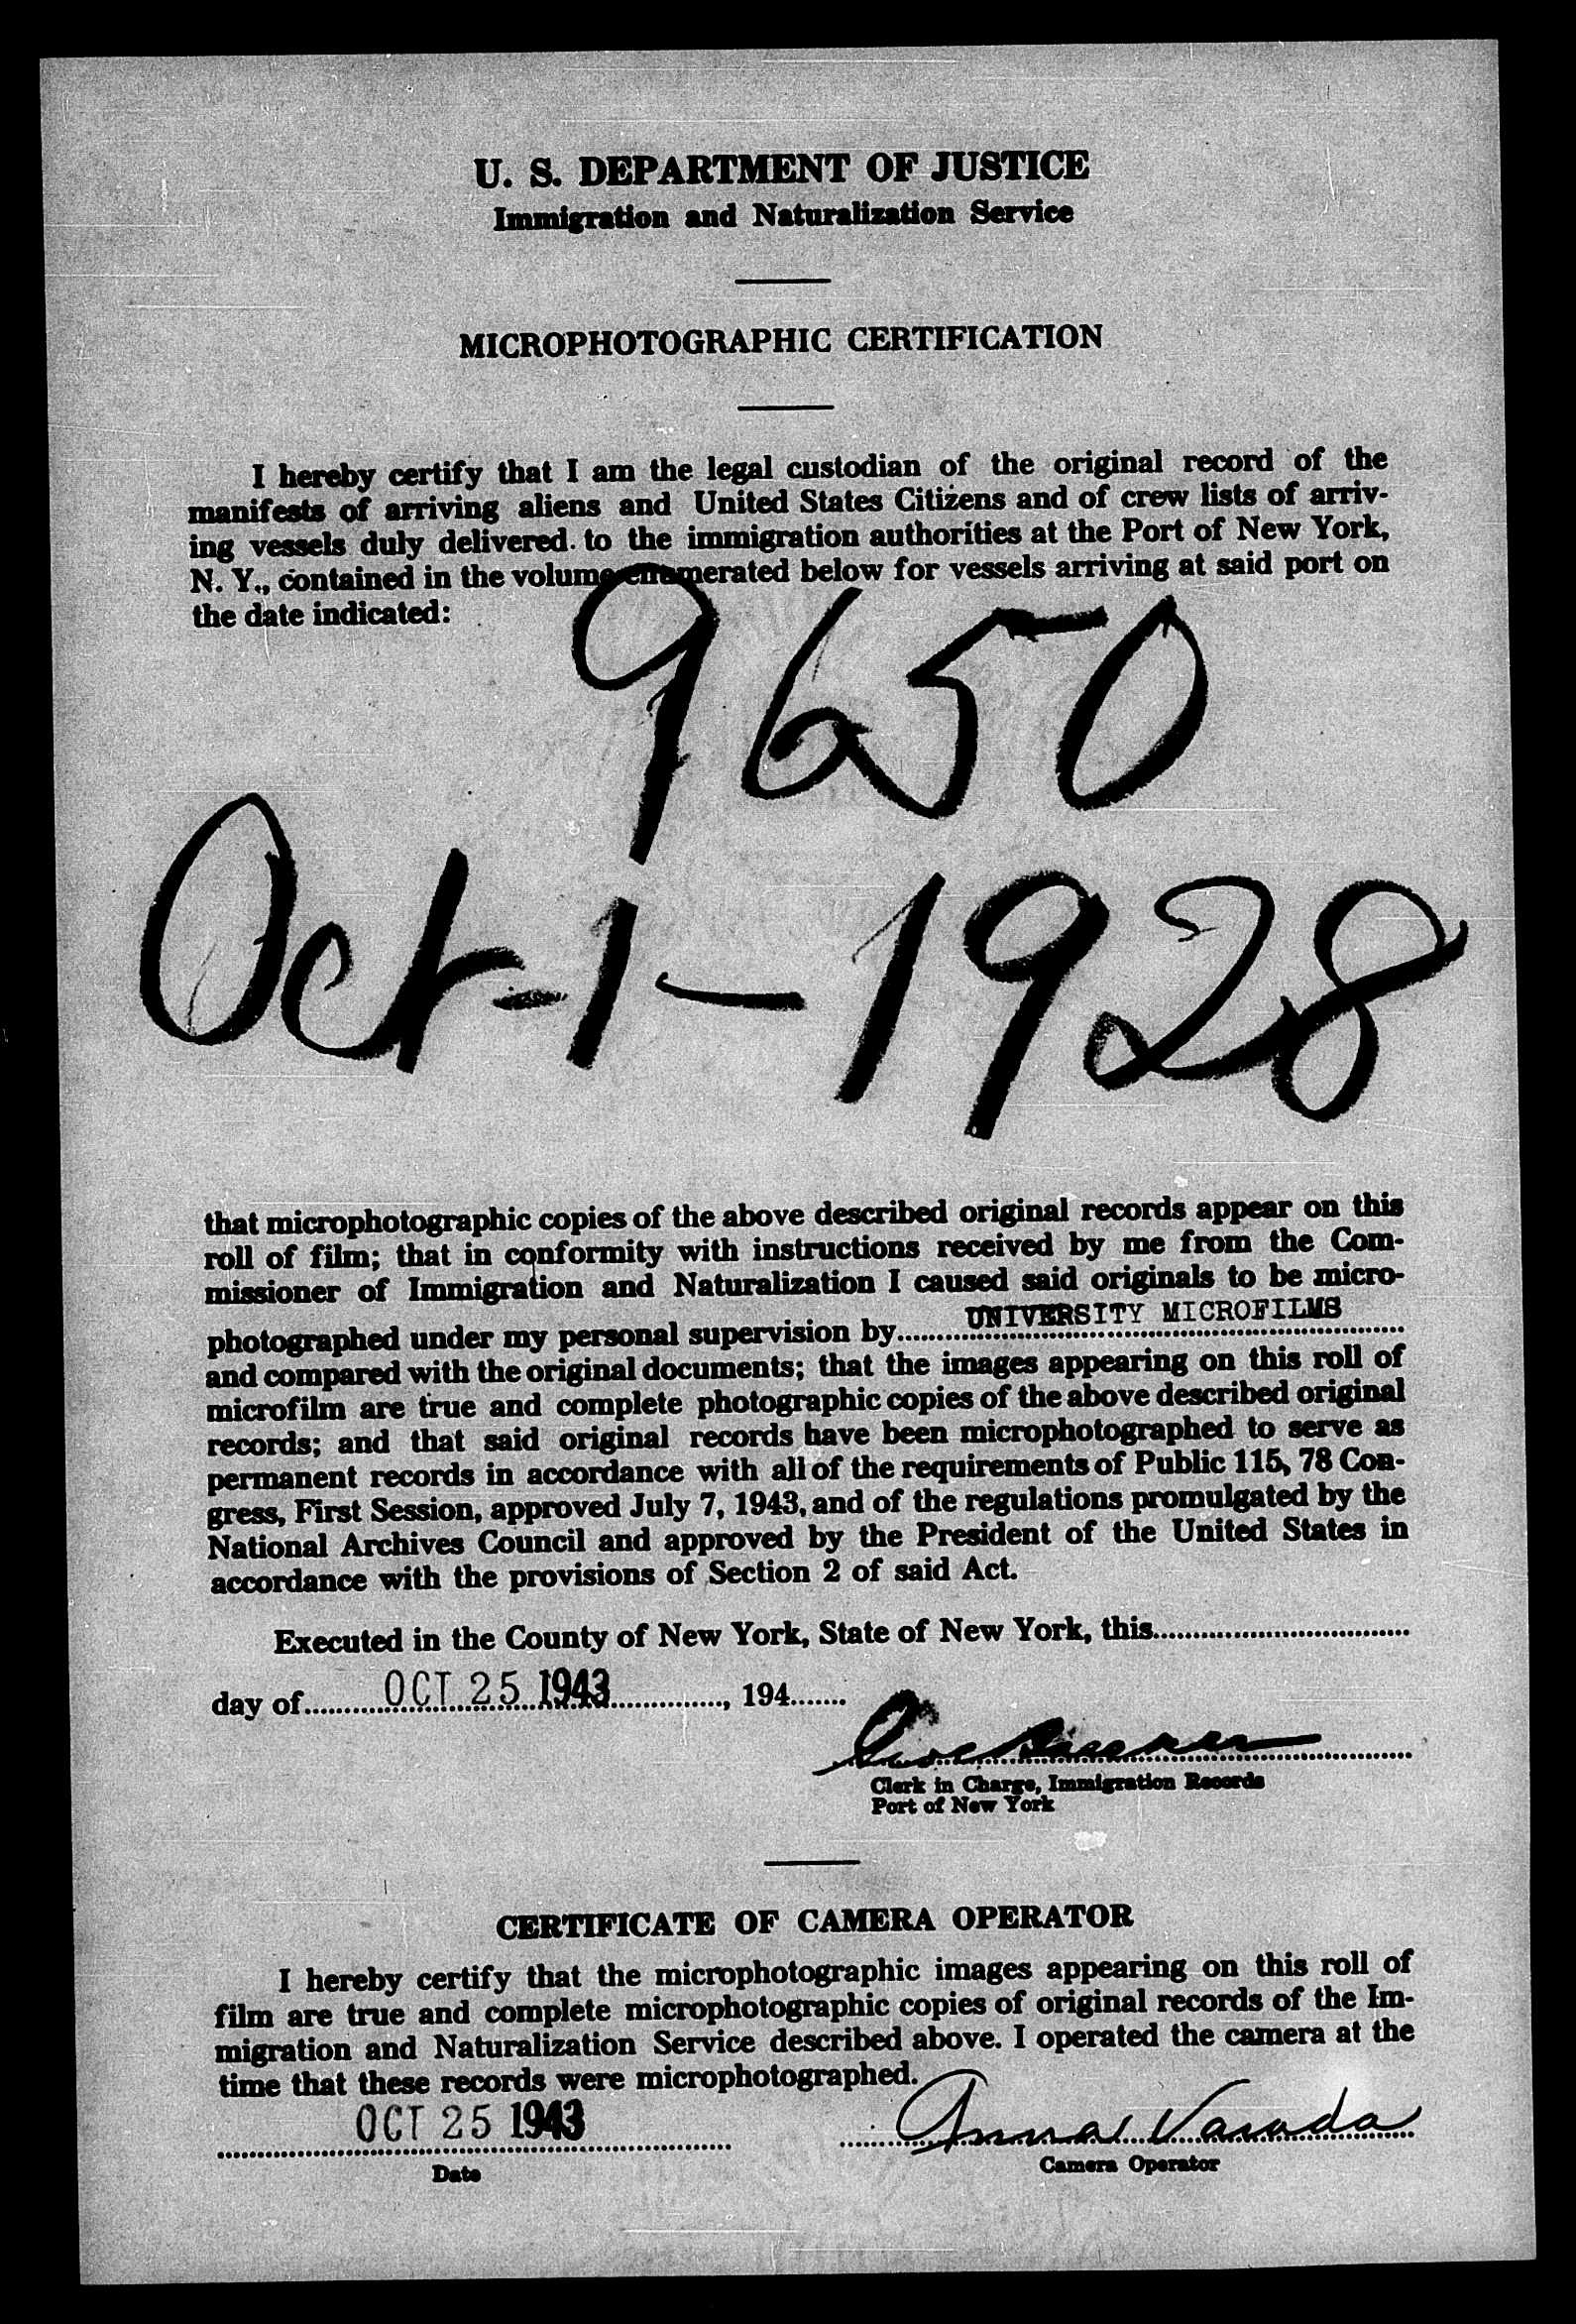 U. S. DEPARTMENT OF JUSTICE
Immigration and Naturalization Service
MICROPHOTOGRAPHIC CERTIFICATION
I hereby certify that I am the legal custodian of the original record of the
manifests of arriving aliens and United States Citizens and of crew lists of arriv-
ing vessels duly delivered to the immigration authorities at the Port of New York,
N. Y., contained in the volume enumerated below for vessels arriving at said port on
the date indicated:
9650
Oct-1-1928
that microphotographic copies of the above described original records appear on this
roll of film; that in conformity with instructions received by me from the Com-
missioner of Immigration and Naturalization I caused said originals to be micro-
photographed under my personal supervision by UNIVERSITY MICROFILMS
and compared with the original documents; that the images appearing on this roll of
microfilm are true and complete photographic copies of the above described original
records; and that said original records have been microphotographed to serve as
permanent records in accordance with all of the requirements of Public 115, 78 Con-
gress, First Session, approved July 7, 1943, and of the regulations promulgated by the
National Archives Council and approved by the President of the United States in
accordance with the provisions of Section 2 of said Act.
Executed in the County of New York, State of New York, this
day of OCT 25 1943, 194
Clerk in Charge, Immigration Records
Port of New York
CERTIFICATE OF CAMERA OPERATOR
I hereby certify that the microphotographic images appearing on this roll of
film are true and complete microphotographic copies of original records of the Im-
migration and Naturalization Service described above. I operated the camera at the
time that these records were microphotographed.
OCT 25 1943 Anna Varada
Date
Camera Operator